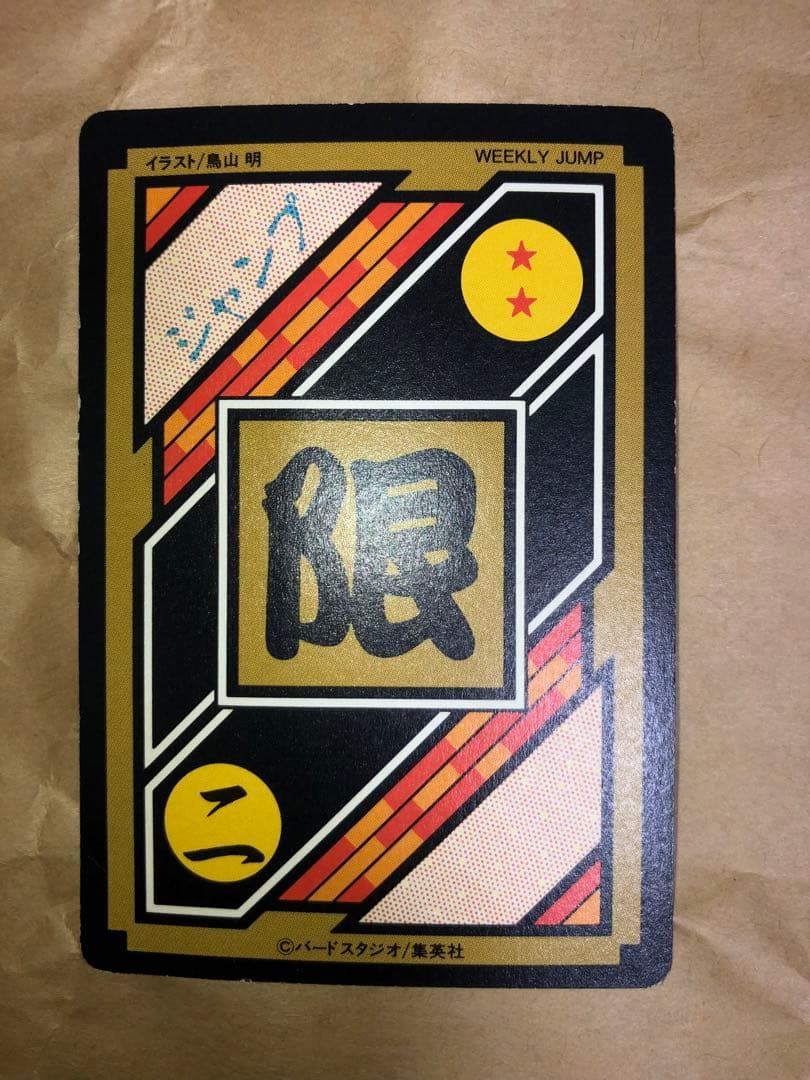 イラスト/鳥山 明
WEEKLY JUMP
ジャンプ
限
二
©バードスタジオ/集英社